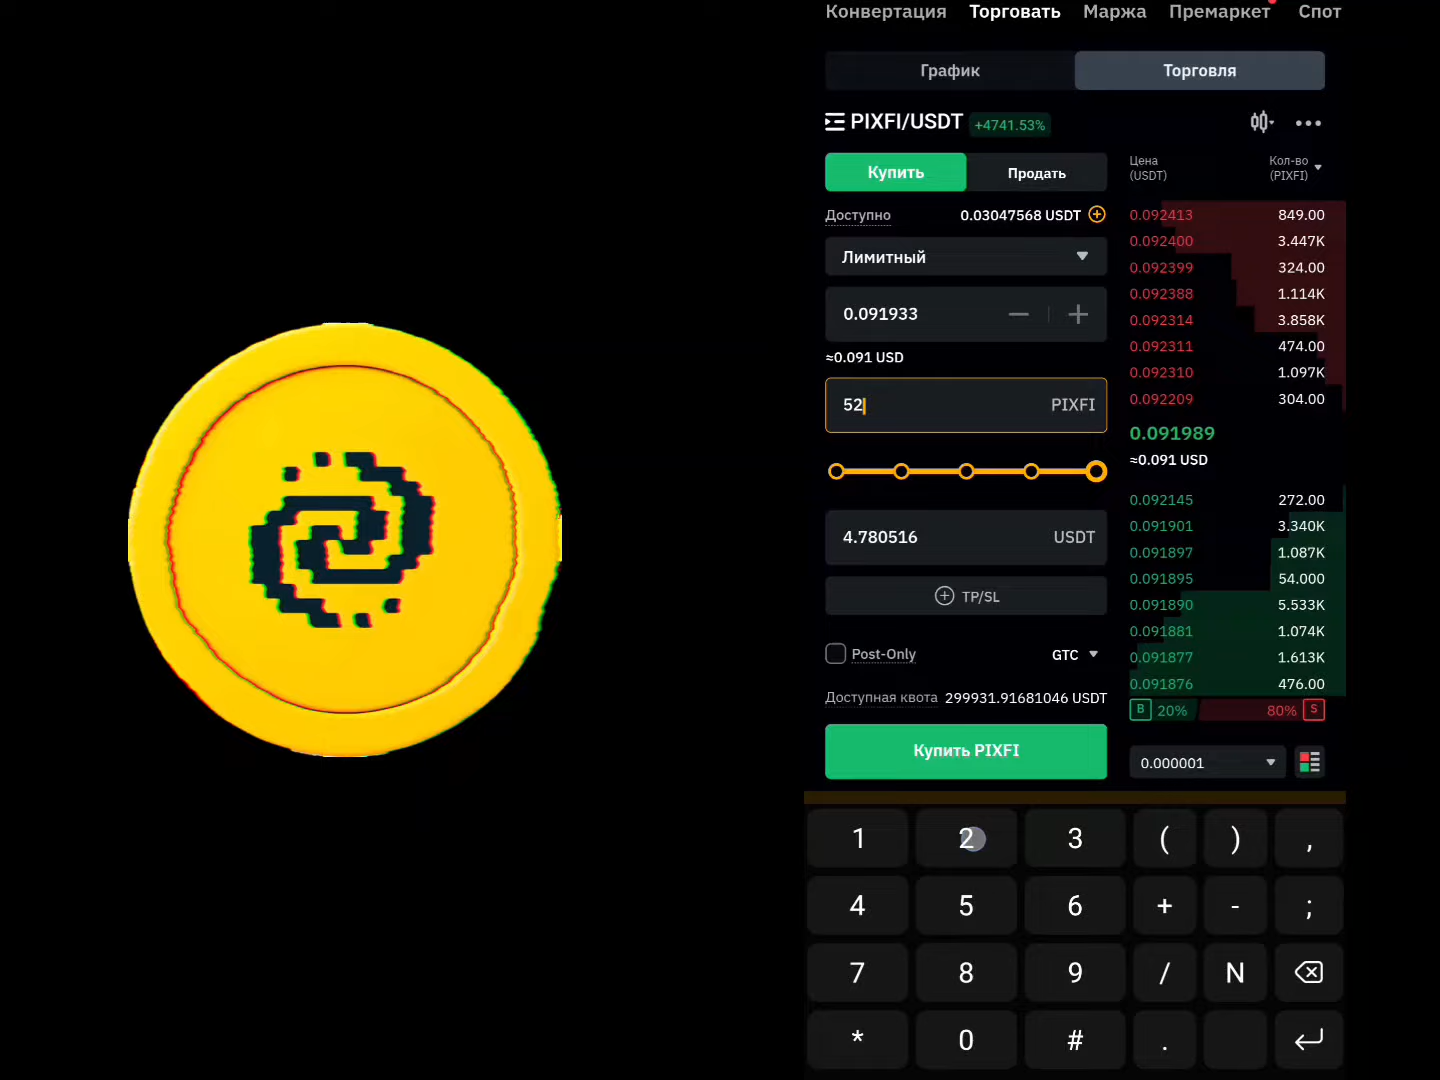 Конвертация Торговать Маржа Премаркет Спот
График Торговля
PIXFI/USDT +4741.53%
Купить Продать
Доступно 0.03047568 USDT
Лимитный
0.091933
≈0.091 USD
52 PIXFI
4.780516 USDT
TP/SL
Post-Only GTC
Доступная квота 299931.91681046 USDT
Купить PIXFI
Цена Кол-во
(USDT) (PIXFI)
0.092413 849.00
0.092400 3.447K
0.092399 324.00
0.092388 1.114K
0.092314 3.858K
0.092311 474.00
0.092310 1.097K
0.092209 304.00
0.091989
≈0.091 USD
0.092145 272.00
0.091901 3.340K
0.091897 1.087K
0.091895 54.000
0.091890 5.533K
0.091881 1.074K
0.091877 1.613K
0.091876 476.00
B 20% 80% S
0.000001
1 2 3 ( ) ,
4 5 6 + - ;
7 8 9 / N
* 0 # .